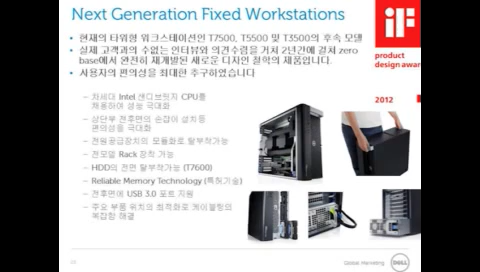 Next Generation Fixed Workstations
• 현재의 타워형 워크스테이션인 T7500, T5500 및 T3500의 후속 모델
• 실제 고객과의 수없는 인터뷰와 의견수렴을 거쳐 2년간에 걸쳐 zero
base에서 완전히 재개발된 새로운 디자인 철학의 제품입니다.
• 사용자의 편의성을 최대한 추구하였습니다
– 차세대 Intel 샌디브릿지 CPU를
채용하여 성능 극대화
– 상단부 전후면의 손잡이 설치등
편의성을 극대화
– 전원공급장치의 모듈화로 탈부착가능
– 전모델 Rack 장착 가능
– HDD의 전면 탈부착가능 (T7600)
– Reliable Memory Technology (특허기술)
– 전후면에 USB 3.0 포트 지원
– 주요 부품 위치의 최적화로 케이블링의
복잡함 해결
iF
product
design award
2012
Global Marketing
DELL